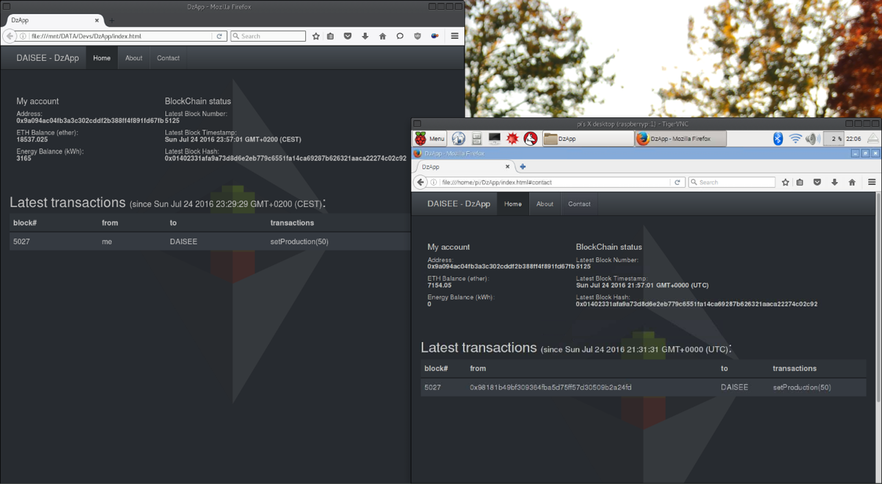 DzApp - Mozilla Firefox
DzApp
file:///mnt/DATA/Devs/DzApp/index.html
Search
DAISEE - DzApp
Home
About
Contact
My account
Address:
0x9a094ac04fb3a3c302cddf2b388ff4f891fd67fb
ETH Balance (ether):
18537.025
Energy Balance (kWh):
3165
BlockChain status
Latest Block Number:
5125
Latest Block Timestamp:
Sun Jul 24 2016 23:57:01 GMT+0200 (CEST)
Latest Block Hash:
0x01402331afa9a73d8d6e2eb779c6551fa14ca69287b626321aaca22274c02c92
Latest transactions (since Sun Jul 24 2016 23:29:29 GMT+0200 (CEST)):
block# from to transactions
5027 me DAISEE setProduction(50)
pi's X desktop (raspberrypi:1) - TigerVNC
Menu
DzApp
DzApp - Mozilla Firefox
2 %
22:06
DzApp - Mozilla Firefox
DzApp
file:///home/pi/DzApp/index.html#contact
Search
DAISEE - DzApp
Home
About
Contact
My account
Address:
0x9a094ac04fb3a3c302cddf2b388ff4f891fd67fb
ETH Balance (ether):
7154.05
Energy Balance (kWh):
0
BlockChain status
Latest Block Number:
5125
Latest Block Timestamp:
Sun Jul 24 2016 21:57:01 GMT+0000 (UTC)
Latest Block Hash:
0x01402331afa9a73d8d6e2eb779c6551fa14ca69287b626321aaca22274c02c92
Latest transactions (since Sun Jul 24 2016 21:31:31 GMT+0000 (UTC)):
block# from to transactions
5027 0x98181b49bf309364fba5d75ff57d30509b2a24fd DAISEE setProduction(50)